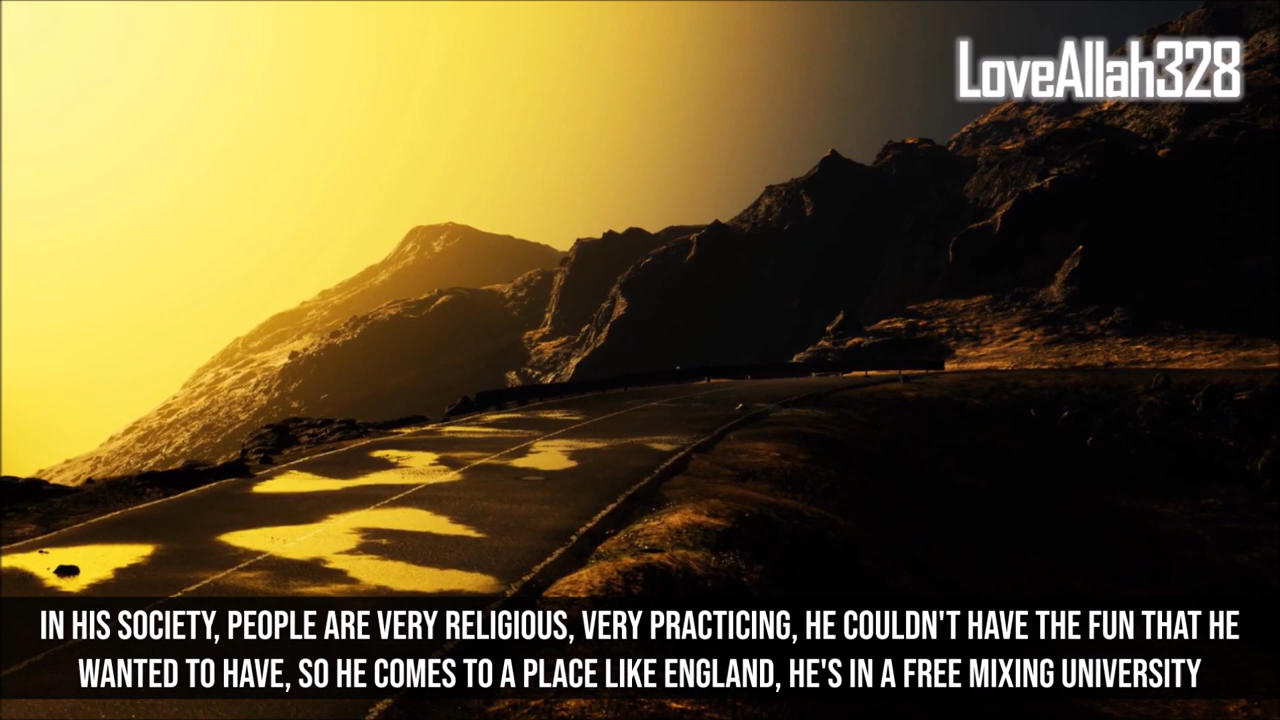 LoveAllah328
IN HIS SOCIETY, PEOPLE ARE VERY RELIGIOUS, VERY PRACTICING, HE COULDN'T HAVE THE FUN THAT HE
WANTED TO HAVE, SO HE COMES TO A PLACE LIKE ENGLAND, HE'S IN A FREE MIXING UNIVERSITY